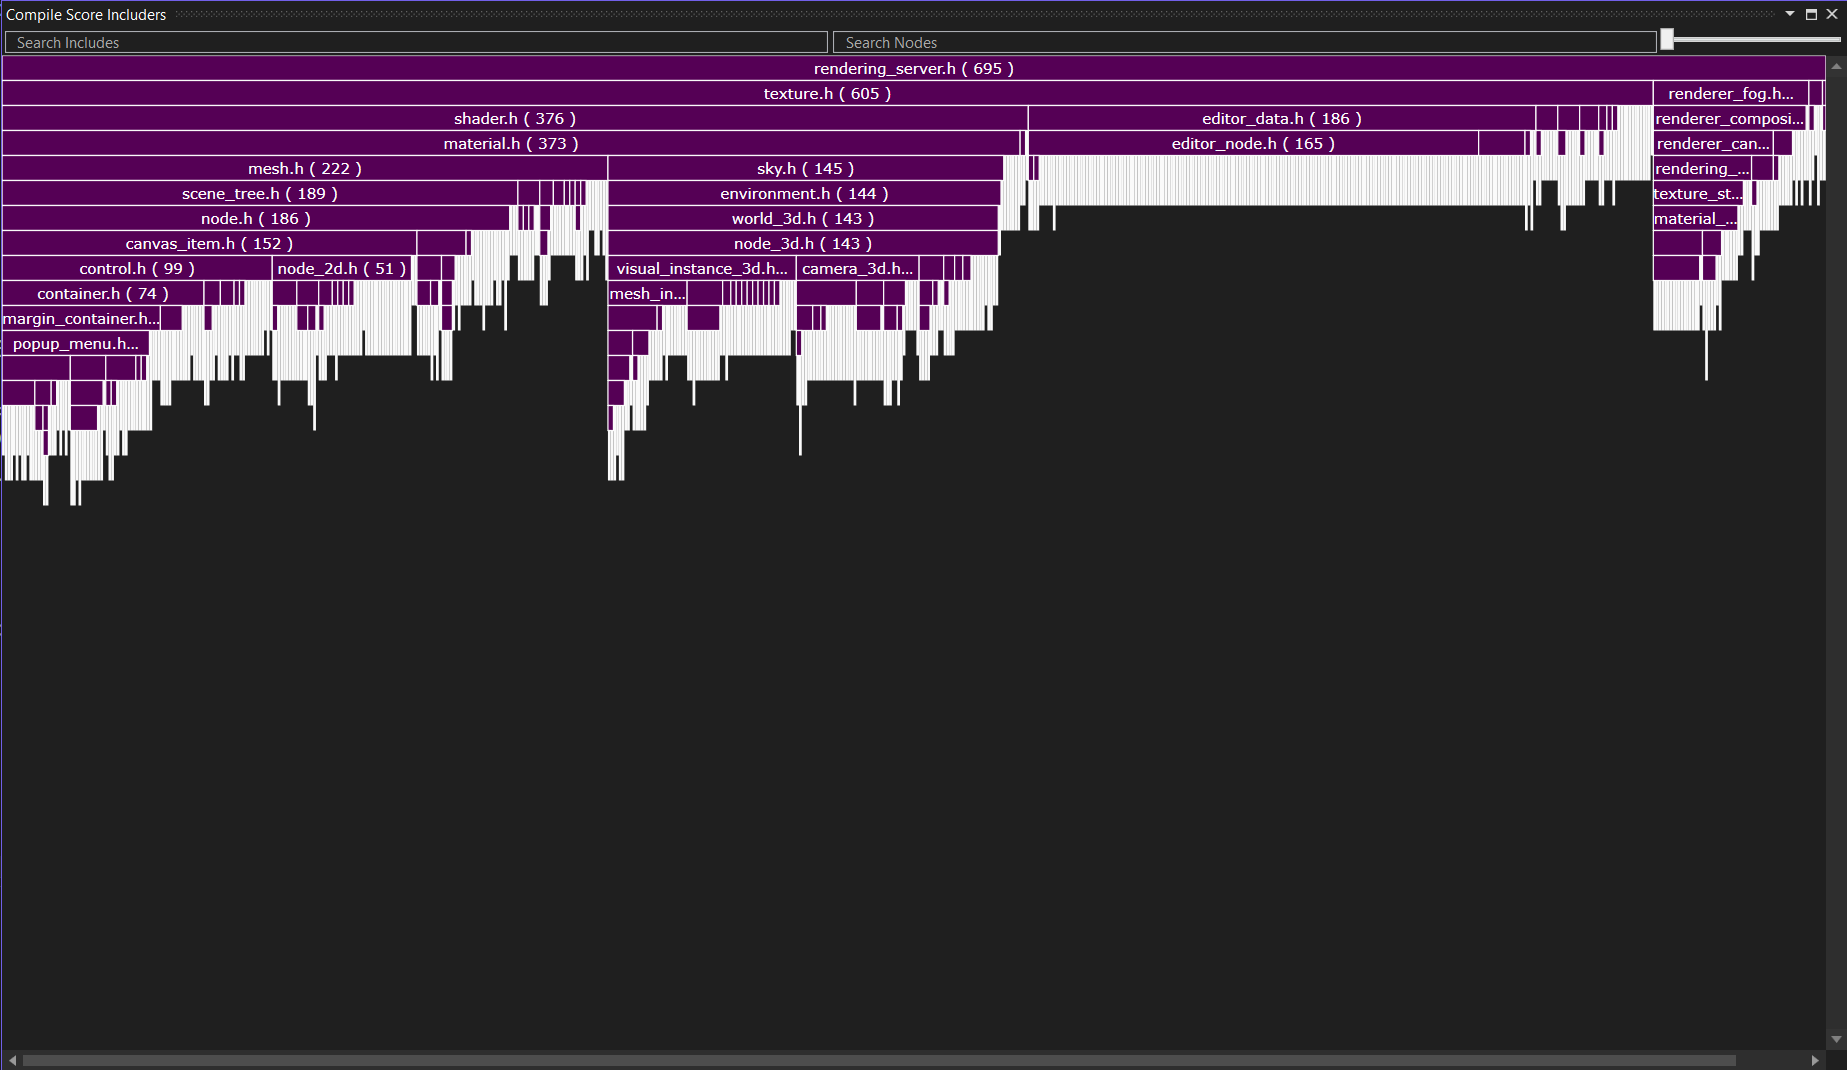 Compile Score Includers
Search Includes Search Nodes
rendering_server.h ( 695 )
texture.h ( 605 ) renderer_fog.h...
shader.h ( 376 ) editor_data.h ( 186 ) renderer_composi...
material.h ( 373 ) editor_node.h ( 165 ) renderer_can...
mesh.h ( 222 ) sky.h ( 145 ) rendering_...
scene_tree.h ( 189 ) environment.h ( 144 ) texture_st...
node.h ( 186 ) world_3d.h ( 143 ) material_...
canvas_item.h ( 152 ) node_3d.h ( 143 )
control.h ( 99 ) node_2d.h ( 51 ) visual_instance_3d.h... camera_3d.h...
container.h ( 74 ) mesh_in...
margin_container.h...
popup_menu.h...